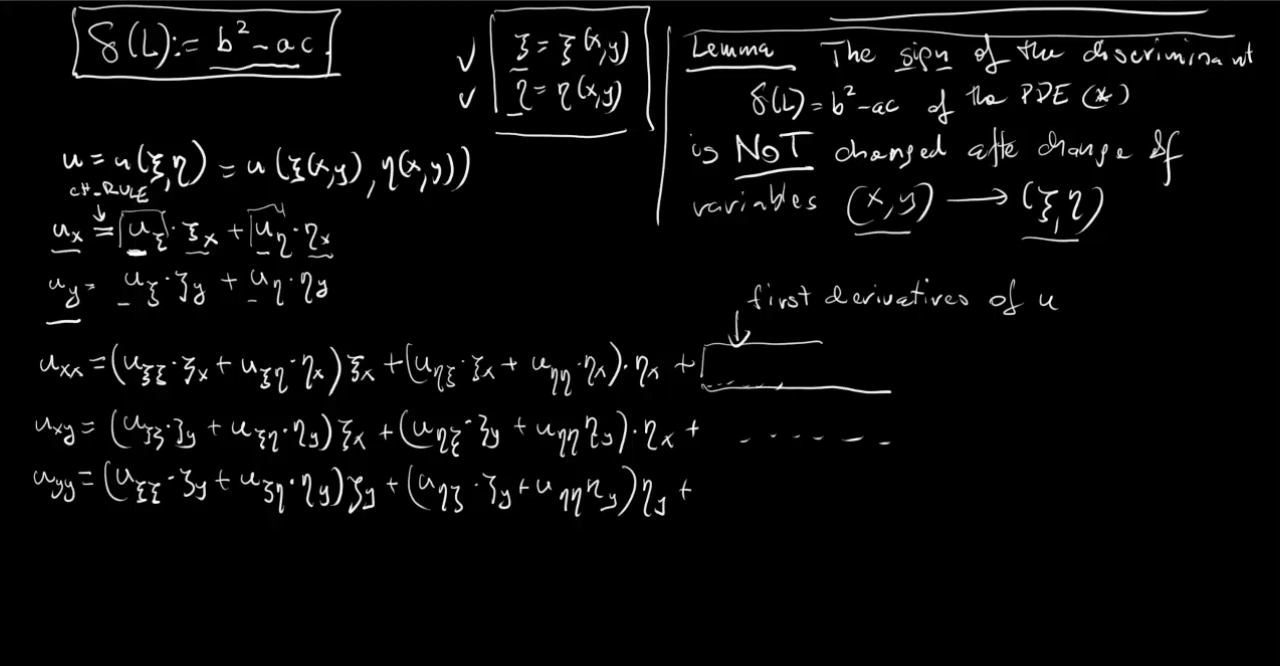 δ(L) := b² - ac.
ξ = ξ(x,y)
η = η(x,y)
Lemma The sign of the discriminant
δ(L) = b² - ac of the PDE (*)
is NOT changed after change of
variables (x,y) → (ξ,η)
u = u(ξ,η) = u(ξ(x,y), η(x,y))
CH-RULE
u_x = u_ξ · ξ_x + u_η · η_x
u_y = u_ξ · ξ_y + u_η · η_y
first derivatives of u
u_xx = (u_ξξ · ξ_x + u_ξη · η_x) ξ_x + (u_ηξ · ξ_x + u_ηη · η_x) · η_x +
u_xy = (u_ξξ · ξ_y + u_ξη · η_y) ξ_x + (u_ηξ · ξ_y + u_ηη η_y) · η_x + ......
u_yy = (u_ξξ · ξ_y + u_ξη · η_y) ξ_y + (u_ηξ · ξ_y + u_ηη η_y) η_y +